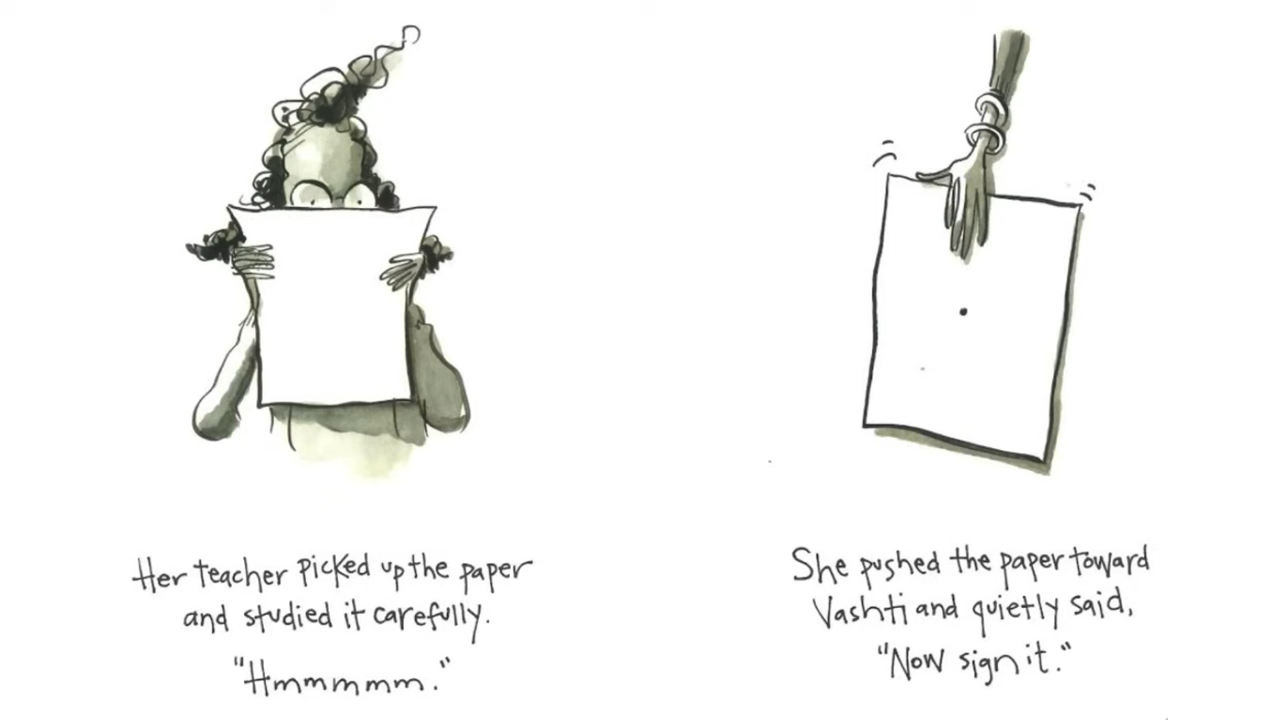 Her teacher picked up the paper
and studied it carefully.
"Hmmmmm."
She pushed the paper toward
Vashti and quietly said,
"Now sign it."